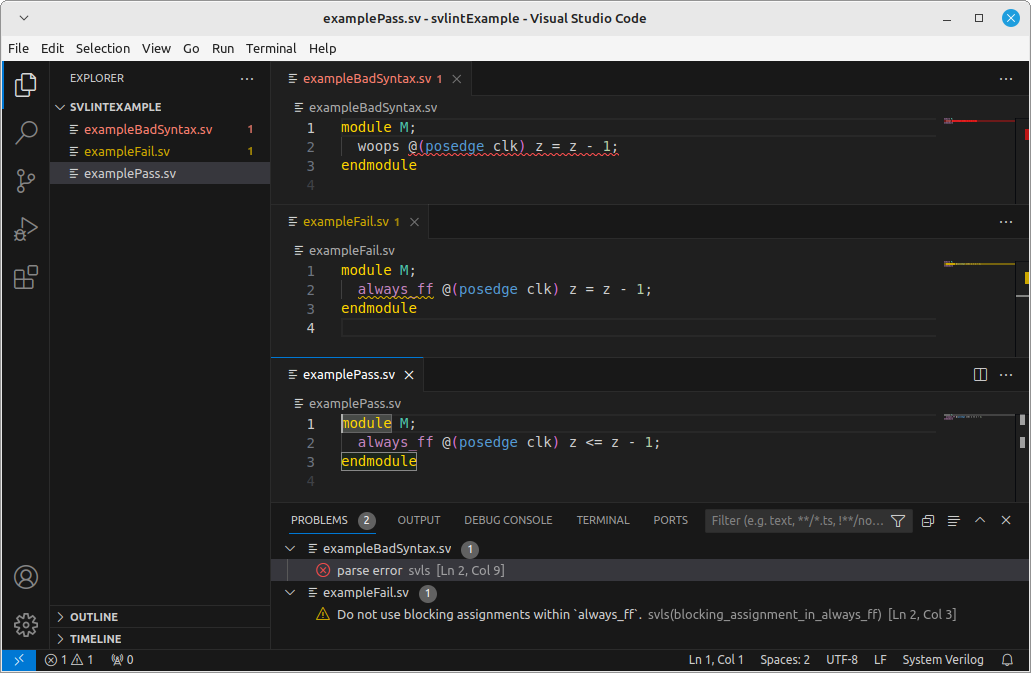 examplePass.sv - svlintExample - Visual Studio Code
File Edit Selection View Go Run Terminal Help
EXPLORER
SVLINTEXAMPLE
exampleBadSyntax.sv 1
exampleFail.sv 1
examplePass.sv
OUTLINE
TIMELINE
exampleBadSyntax.sv 1
exampleBadSyntax.sv
1 module M;
2 woops @(posedge clk) z = z - 1;
3 endmodule
4
exampleFail.sv 1
exampleFail.sv
1 module M;
2 always_ff @(posedge clk) z = z - 1;
3 endmodule
4
examplePass.sv
examplePass.sv
1 module M;
2 always_ff @(posedge clk) z <= z - 1;
3 endmodule
4
PROBLEMS 2 OUTPUT DEBUG CONSOLE TERMINAL PORTS Filter (e.g. text, **/*.ts, !**/no...
exampleBadSyntax.sv 1
parse error svls [Ln 2, Col 9]
exampleFail.sv 1
Do not use blocking assignments within `always_ff`. svls(blocking_assignment_in_always_ff) [Ln 2, Col 3]
1 1 0 Ln 1, Col 1 Spaces: 2 UTF-8 LF System Verilog